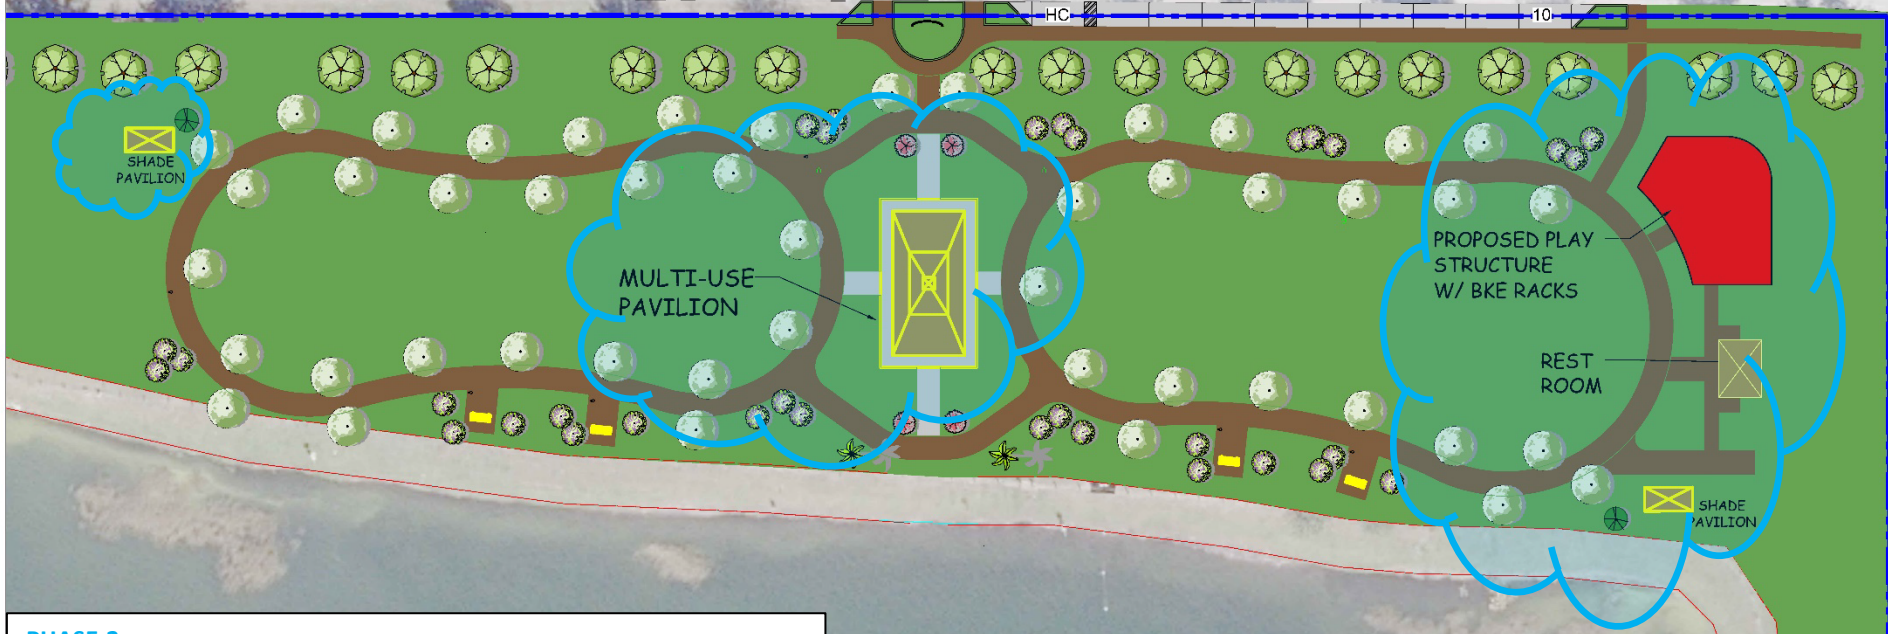 HC
10
SHADE
PAVILION
MULTI-USE
PAVILION
PROPOSED PLAY
STRUCTURE
W/ BKE RACKS
REST
ROOM
SHADE
PAVILION